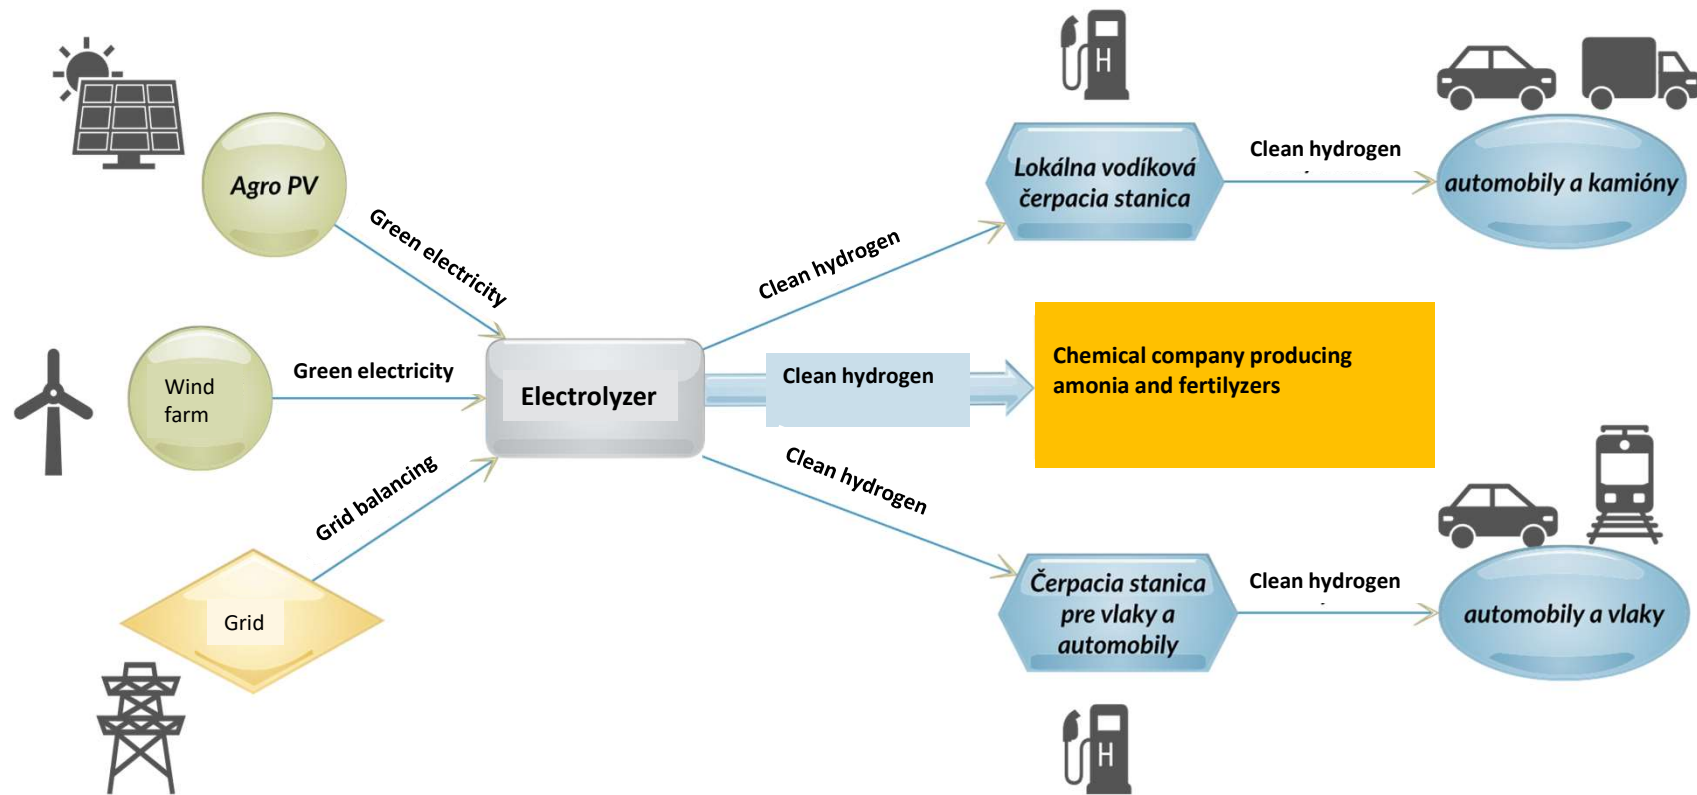 H
Lokálna vodíková
čerpacia stanica
Clean hydrogen
automobily a kamióny
Agro PV
Green electricity
Clean hydrogen
Wind
farm
Green electricity
Electrolyzer
Clean hydrogen
Chemical company producing
amonia and fertilyzers
Grid balancing
Clean hydrogen
Grid
Čerpacia stanica
pre vlaky a
automobily
Clean hydrogen
automobily a vlaky
H